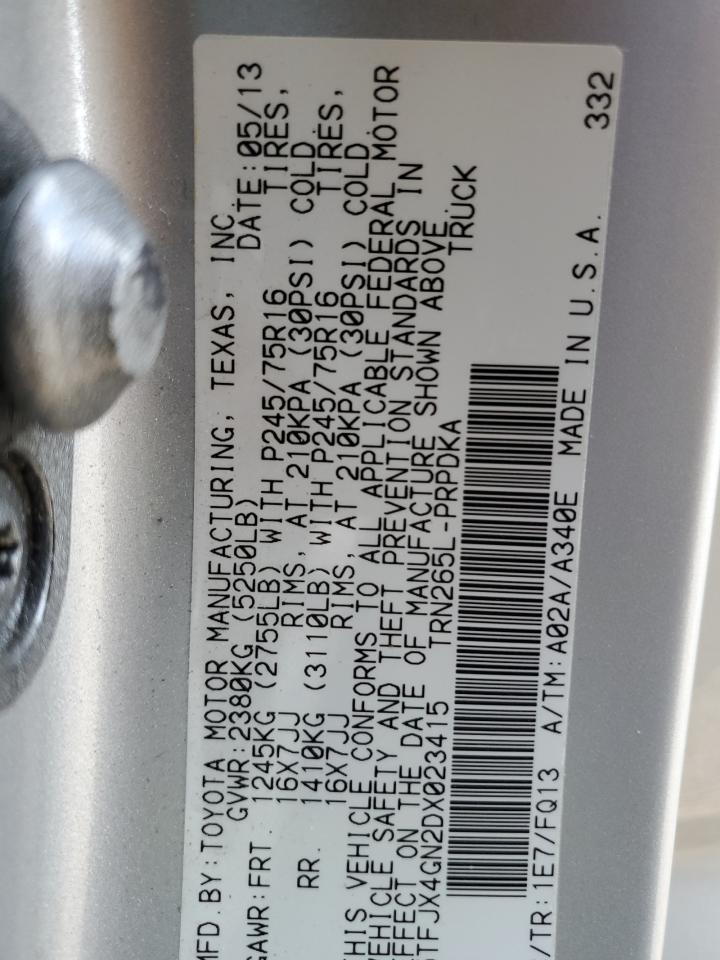 MFD.BY:TOYOTA MOTOR MANUFACTURING, TEXAS, INC.
GVWR:2380KG (5250LB) DATE:05/13
GAWR:FRT. 1245KG (2755LB) WITH P245/75R16 TIRES,
16X7JJ RIMS, AT 210KPA (30PSI) COLD
RR. 1410KG (3110LB) WITH P245/75R16 TIRES,
16X7JJ RIMS, AT 210KPA (30PSI) COLD
THIS VEHICLE CONFORMS TO ALL APPLICABLE FEDERAL MOTOR
VEHICLE SAFETY AND THEFT PREVENTION STANDARDS IN
EFFECT ON THE DATE OF MANUFACTURE SHOWN ABOVE.
TFJX4GN2DX023415 TRN265L-PRPDKA TRUCK
/TR:1E7/FQ13 A/TM:A02A/A340E MADE IN U.S.A. 332